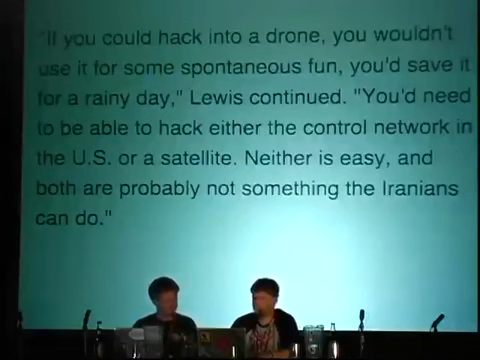 "If you could hack into a drone, you wouldn't
use it for some spontaneous fun, you'd save it
for a rainy day," Lewis continued. "You'd need
to be able to hack either the control network in
the U.S. or a satellite. Neither is easy, and
both are probably not something the Iranians
can do."